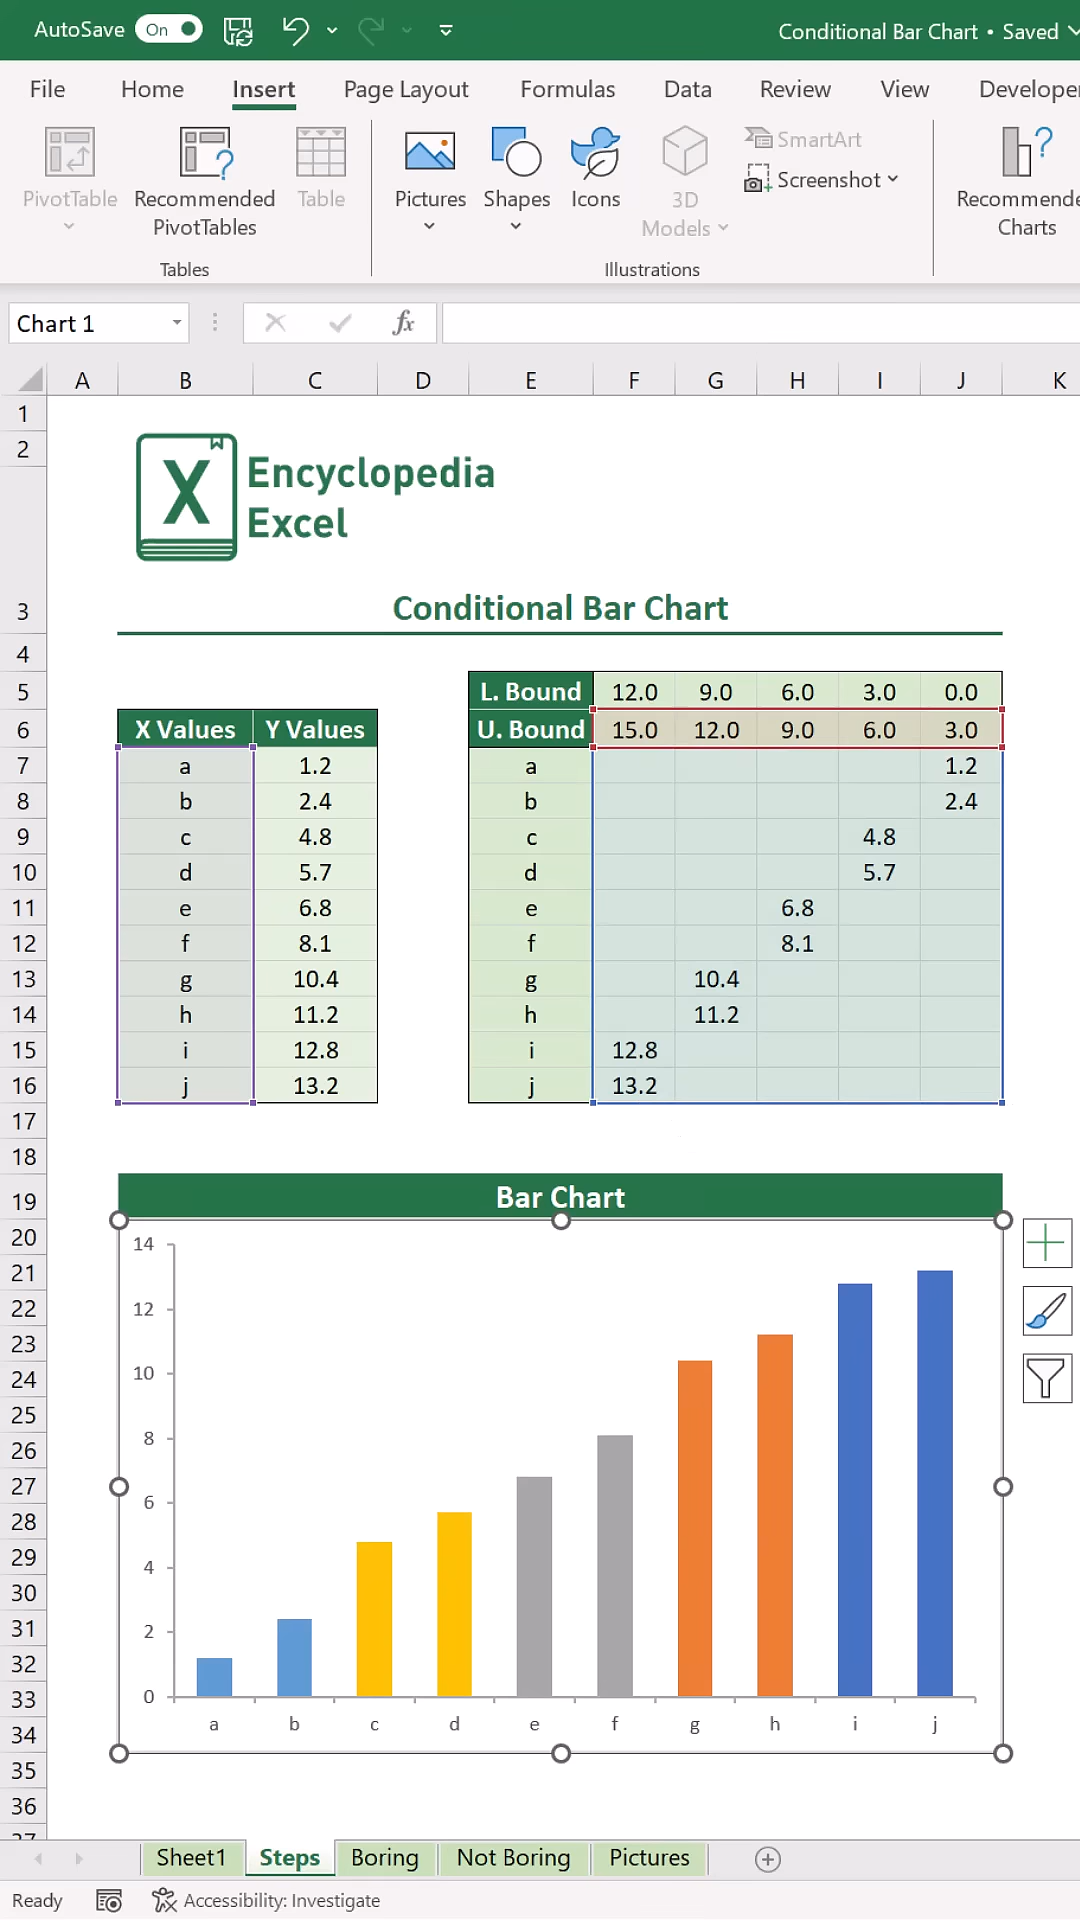 AutoSave On Conditional Bar Chart • Saved
File Home Insert Page Layout Formulas Data Review View Developer
PivotTable Recommended PivotTables Table
Pictures Shapes Icons 3D Models SmartArt Screenshot
Recommende Charts
Tables Illustrations
Chart 1 fx
A B C D E F G H I J K
1
2 X Encyclopedia
Excel
3 Conditional Bar Chart
4
5 L. Bound 12.0 9.0 6.0 3.0 0.0
6 X Values Y Values U. Bound 15.0 12.0 9.0 6.0 3.0
7 a 1.2 a 1.2
8 b 2.4 b 2.4
9 c 4.8 c 4.8
10 d 5.7 d 5.7
11 e 6.8 e 6.8
12 f 8.1 f 8.1
13 g 10.4 g 10.4
14 h 11.2 h 11.2
15 i 12.8 i 12.8
16 j 13.2 j 13.2
17
18
19 Bar Chart
20 14
21
22 12
23
24 10
25
26 8
27
28 6
29
30 4
31
32 2
33 0
34 a b c d e f g h i j
35
36
Sheet1 Steps Boring Not Boring Pictures
Ready Accessibility: Investigate